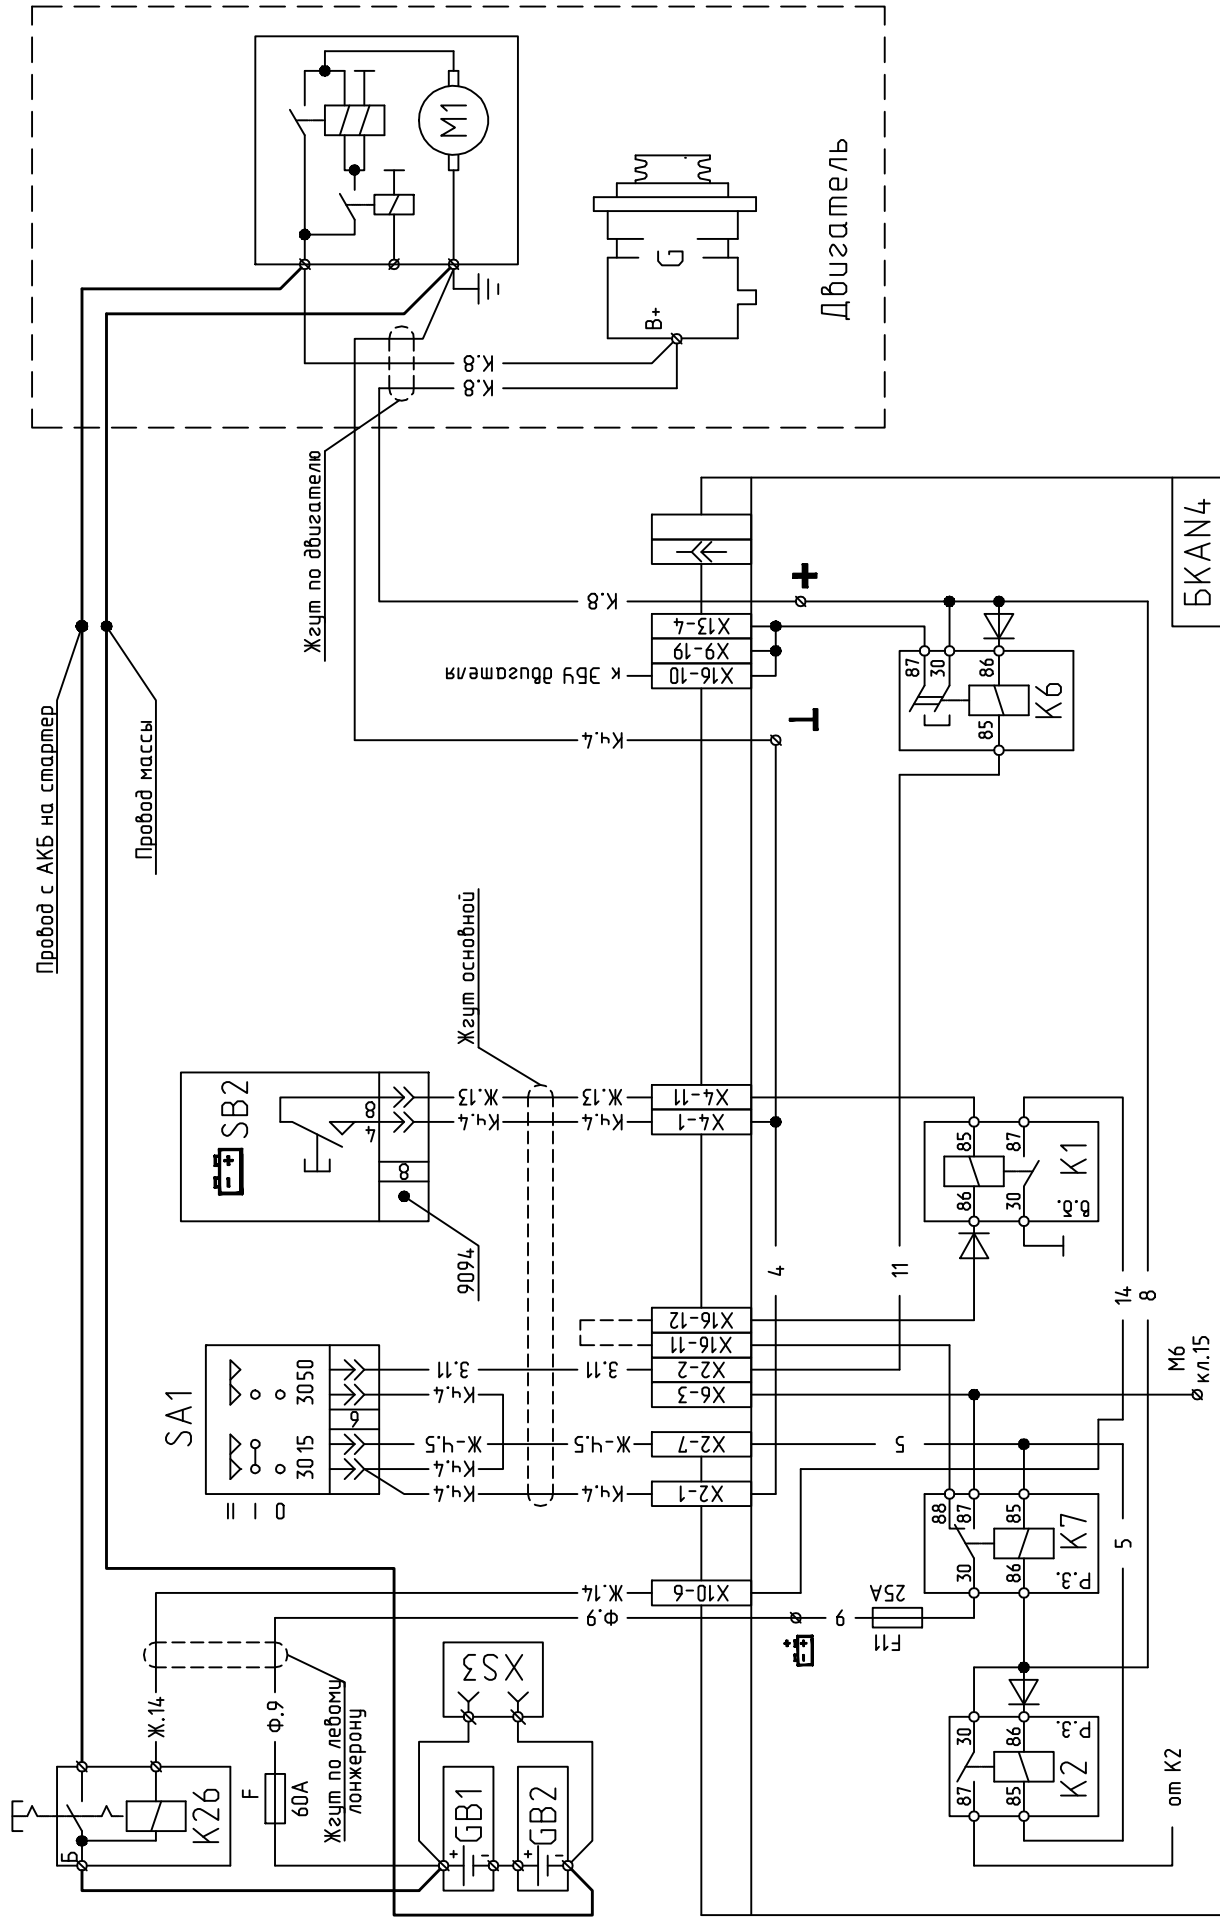 M1
G
B+
Двигатель
К.8
К.8
Жгут по двигателю
БКАН4
К.8
+
X13-4
X9-19
X16-10
к ЭБУ двигателя
87
30
86
85
K6
Кч.4
Провод с АКБ на стартер
Провод массы
Жгут основной
SB2
8
4
8
9094
Ж.13
Ж.13
X4-11
Кч.4
Кч.4
X4-1
85
87
86
30
K1
в.б.
4
11
14
8
SA1
3050
6
3015
II
I
0
X16-12
X16-11
З.11
З.11
X2-2
Кч.4
X6-3
М6
кл.15
Ж-Ч.5
Ж-Ч.5
X2-7
5
Кч.4
Кч.4
Кч.4
X2-1
88
87
85
30
86
K7
Р.З.
5
Ж.14
X10-6
Ф.9
9
25А
F11
XS3
Ж.14
Ф.9
Жгут по левому
лонжерону
K26
Б
F
60А
+
GB1
-
+
GB2
-
30
86
87
85
K2
Р.З.
от K2